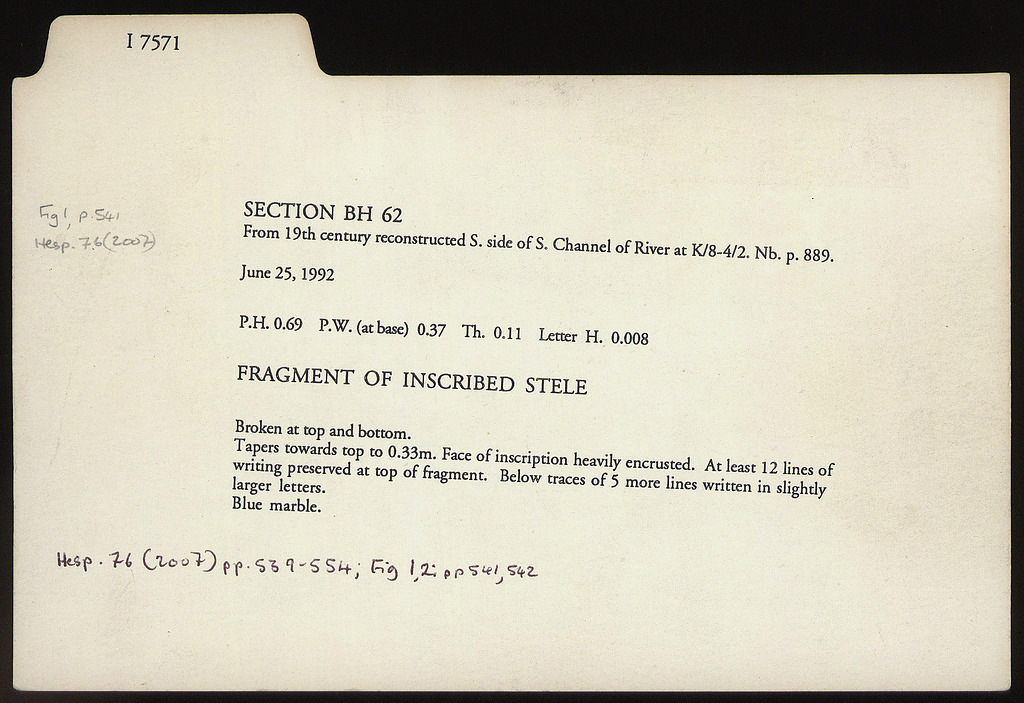 I 7571
Fig 1, p. 541
Hesp. 76 (2007)
SECTION BH 62
From 19th century reconstructed S. side of S. Channel of River at K/8-4/2. Nb. p. 889.
June 25, 1992
P.H. 0.69 P.W. (at base) 0.37 Th. 0.11 Letter H. 0.008
FRAGMENT OF INSCRIBED STELE
Broken at top and bottom.
Tapers towards top to 0.33m. Face of inscription heavily encrusted. At least 12 lines of
writing preserved at top of fragment. Below traces of 5 more lines written in slightly
larger letters.
Blue marble.
Hesp. 76 (2007) pp. 539-554; Fig 1,2; pp 541, 542